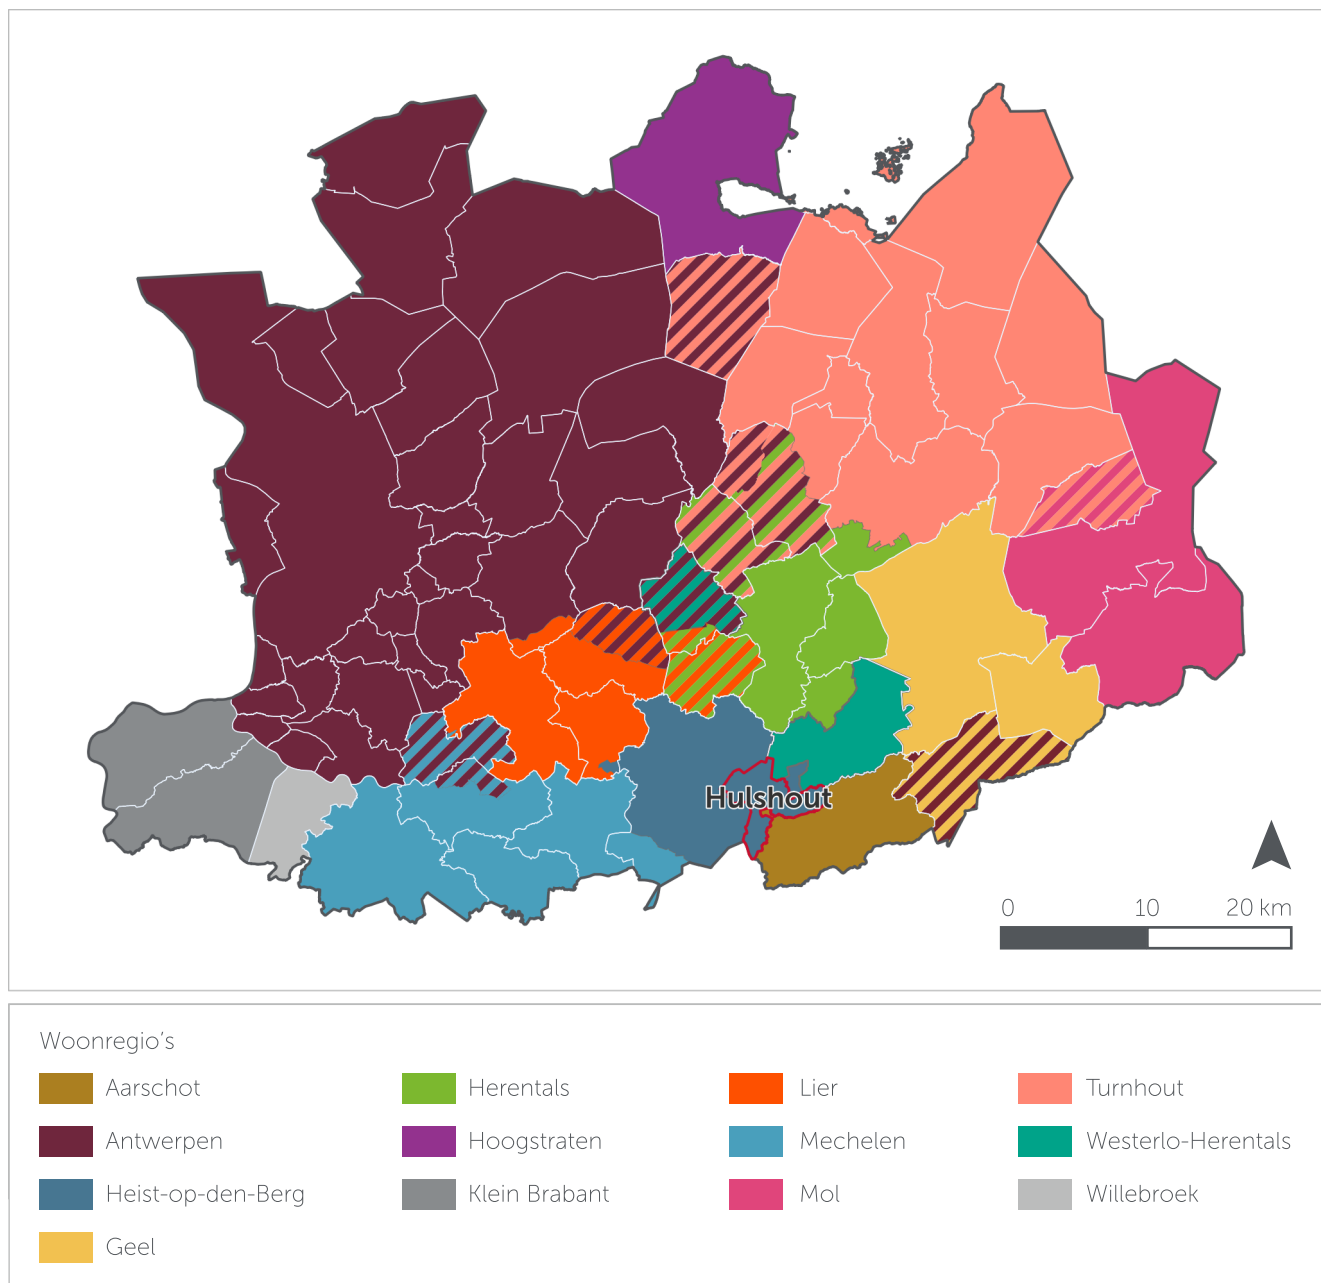 Hulshout
0 10 20 km
Woonregio's
Aarschot Herentals Lier Turnhout
Antwerpen Hoogstraten Mechelen Westerlo-Herentals
Heist-op-den-Berg Klein Brabant Mol Willebroek
Geel